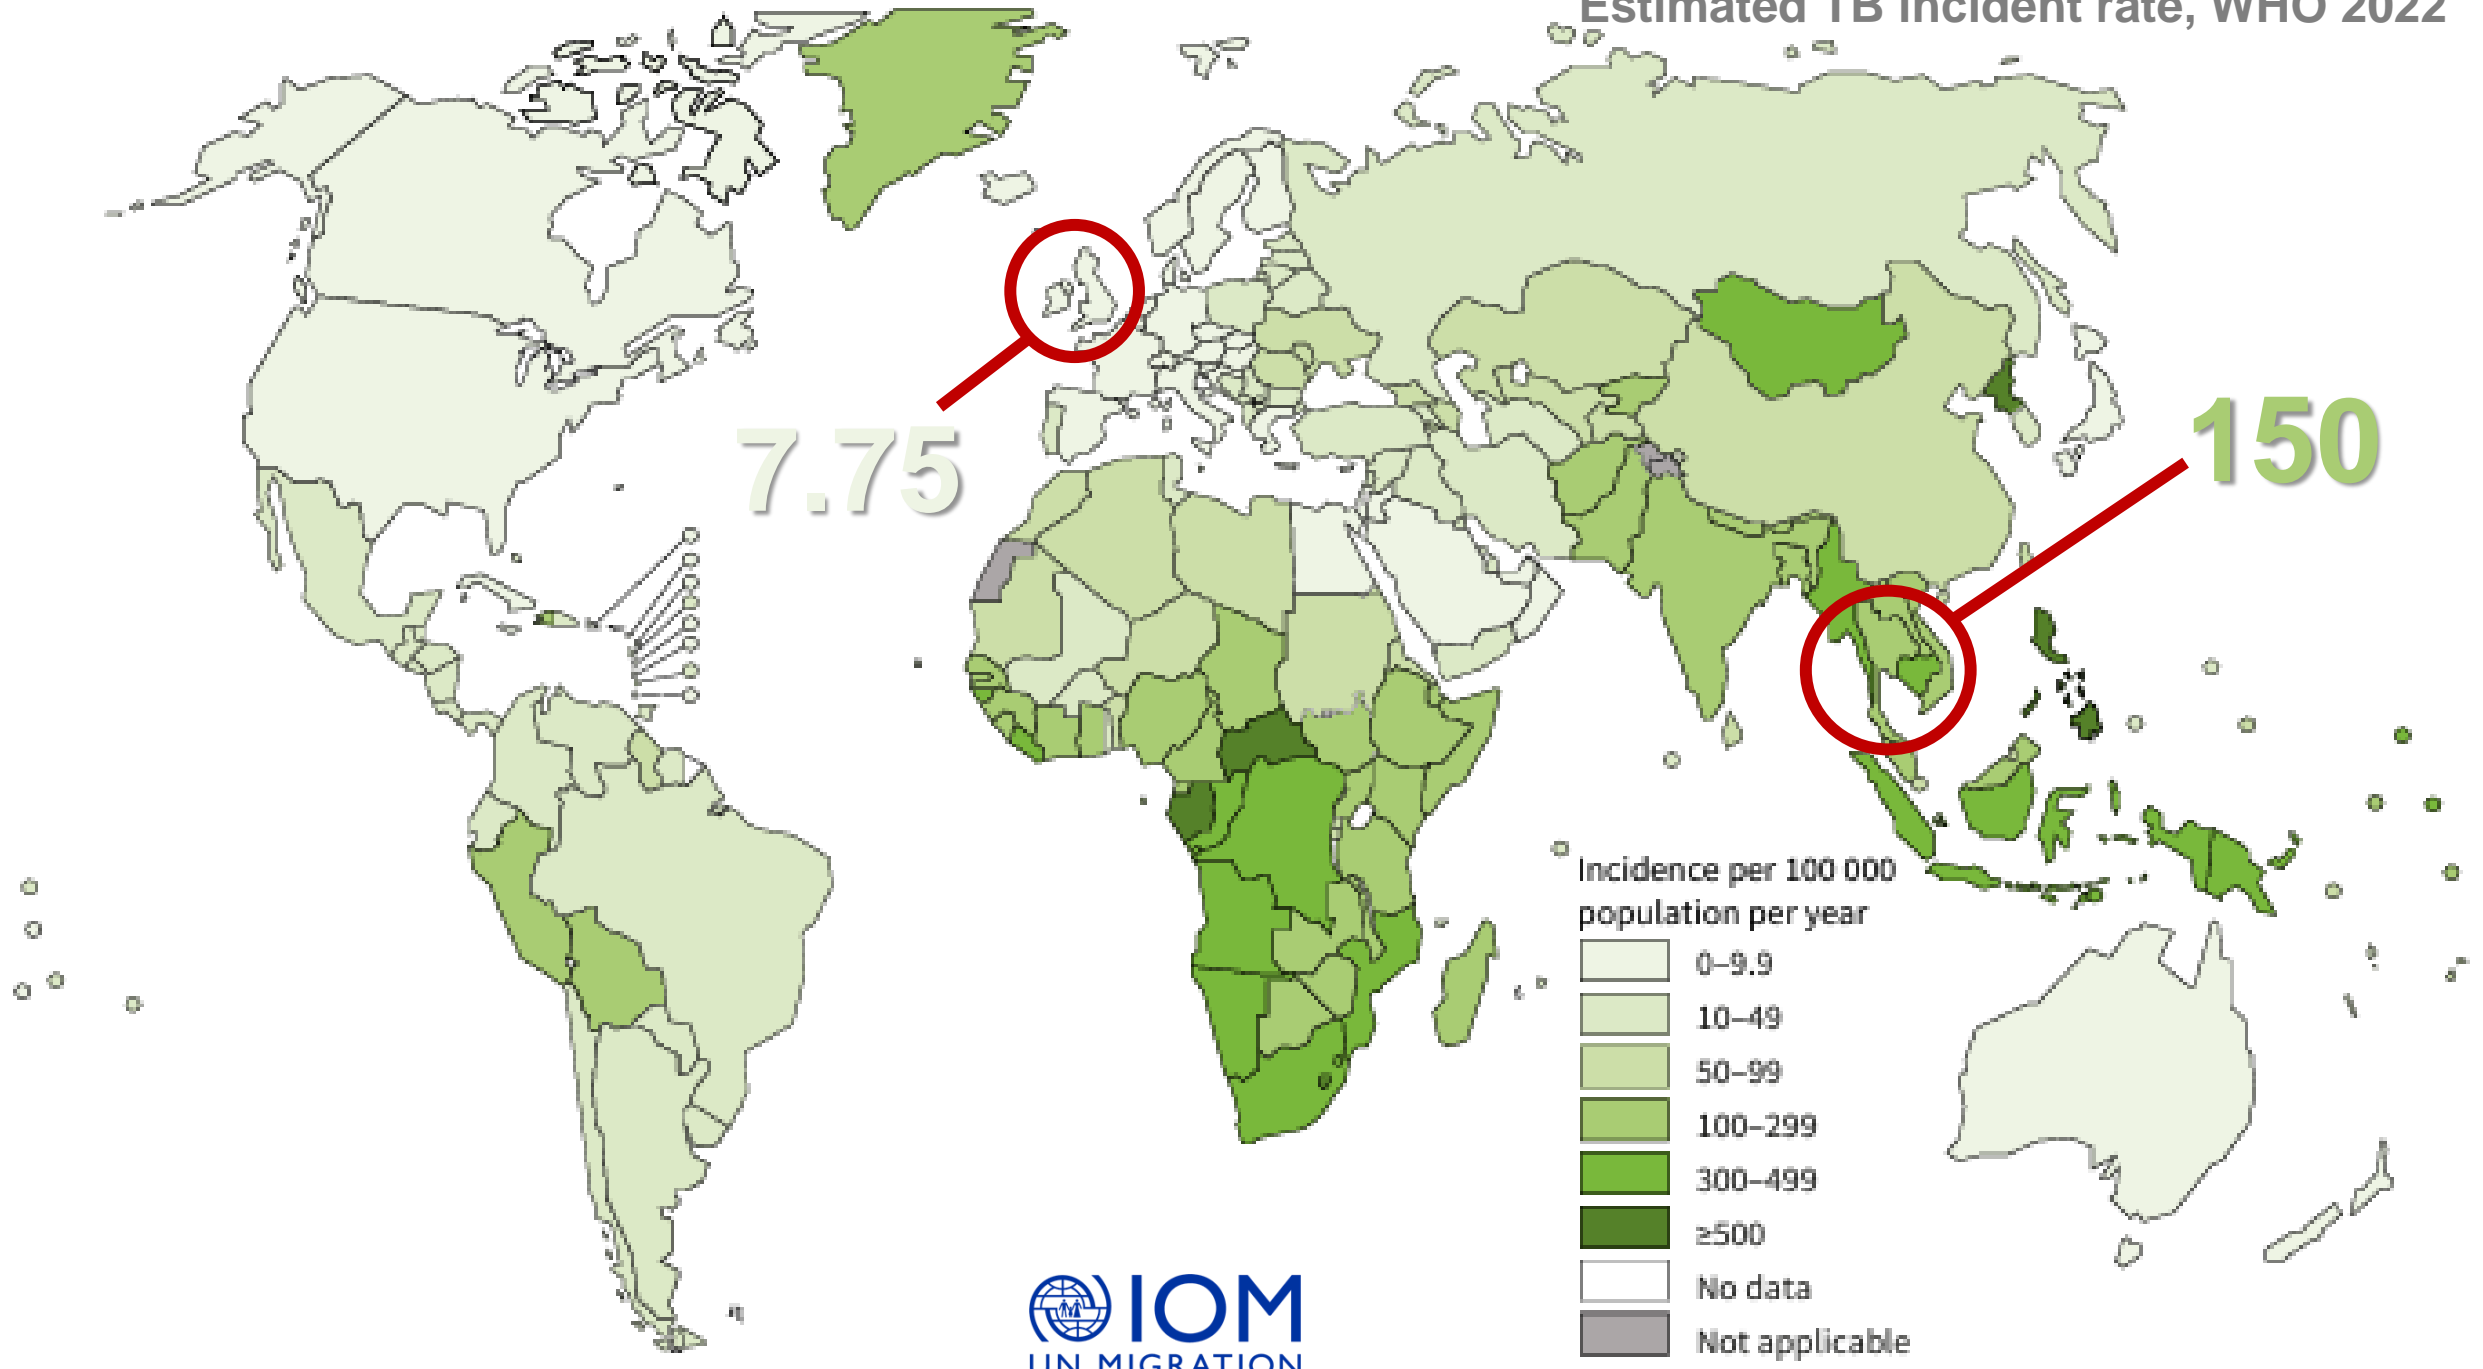 Estimated TB incident rate, WHO 2022
7.75
150
Incidence per 100 000
population per year
0–9.9
10–49
50–99
100–299
300–499
≥500
No data
Not applicable
IOM
UN MIGRATION